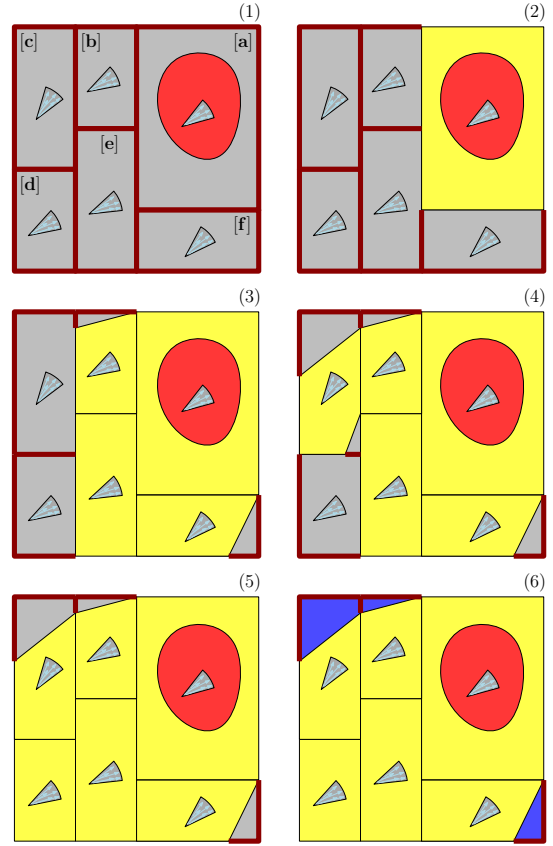 (1)
(2)
[c] [b] [a]
[e]
[d]
[f]
(3)
(4)
(5)
(6)